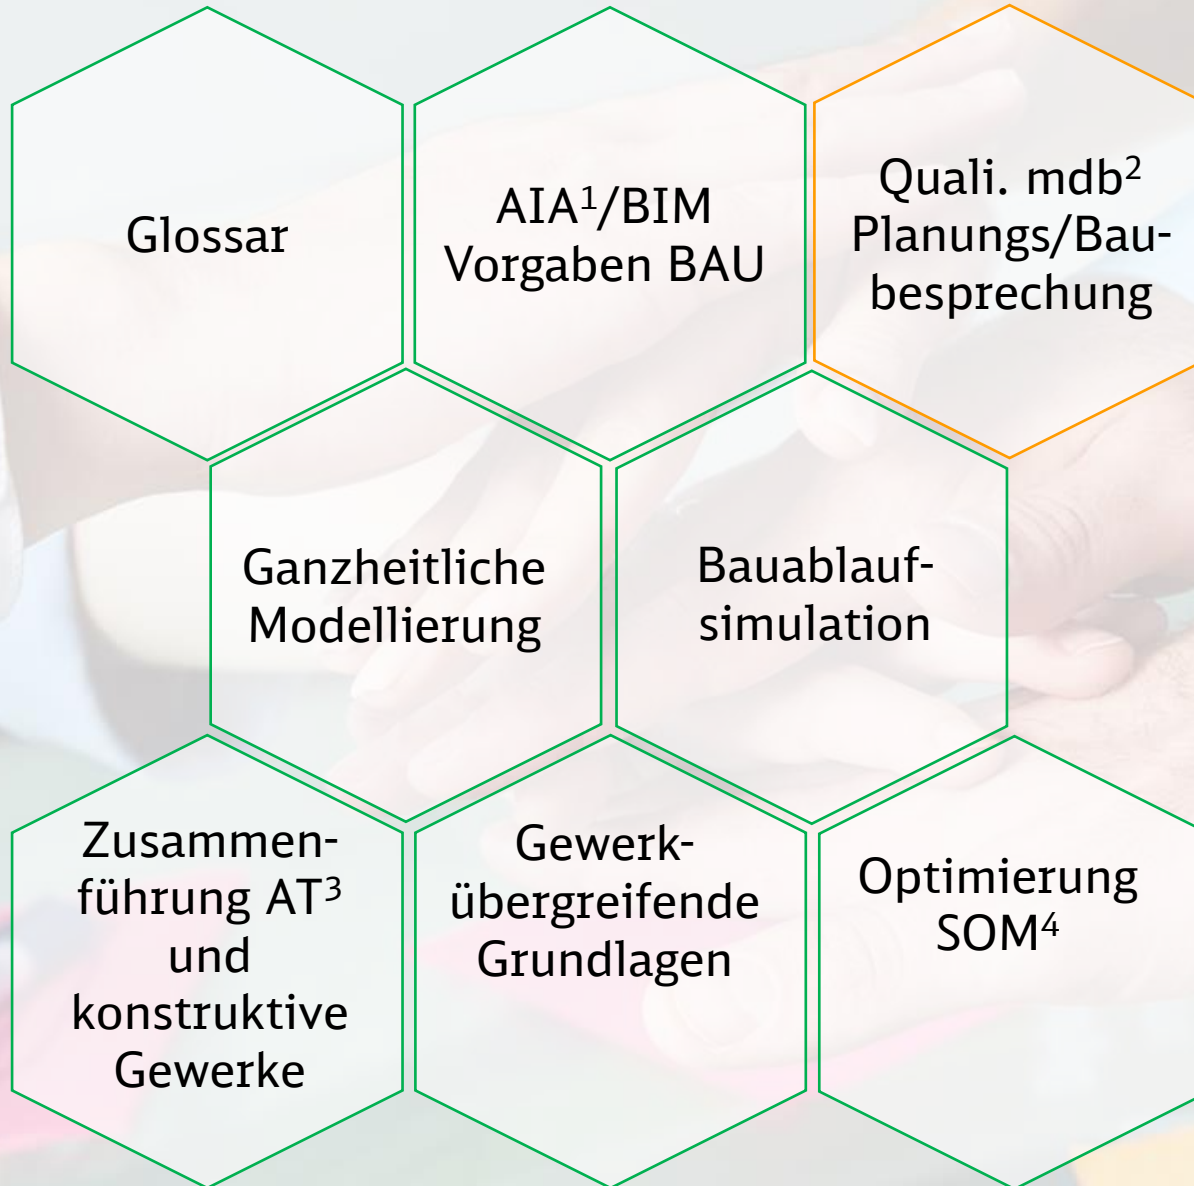 Glossar
AIA¹/BIM
Vorgaben BAU
Quali. mdb²
Planungs/Bau-
besprechung
Ganzheitliche
Modellierung
Bauablauf-
simulation
Zusammen-
führung AT³
und
konstruktive
Gewerke
Gewerk-
übergreifende
Grundlagen
Optimierung
SOM⁴